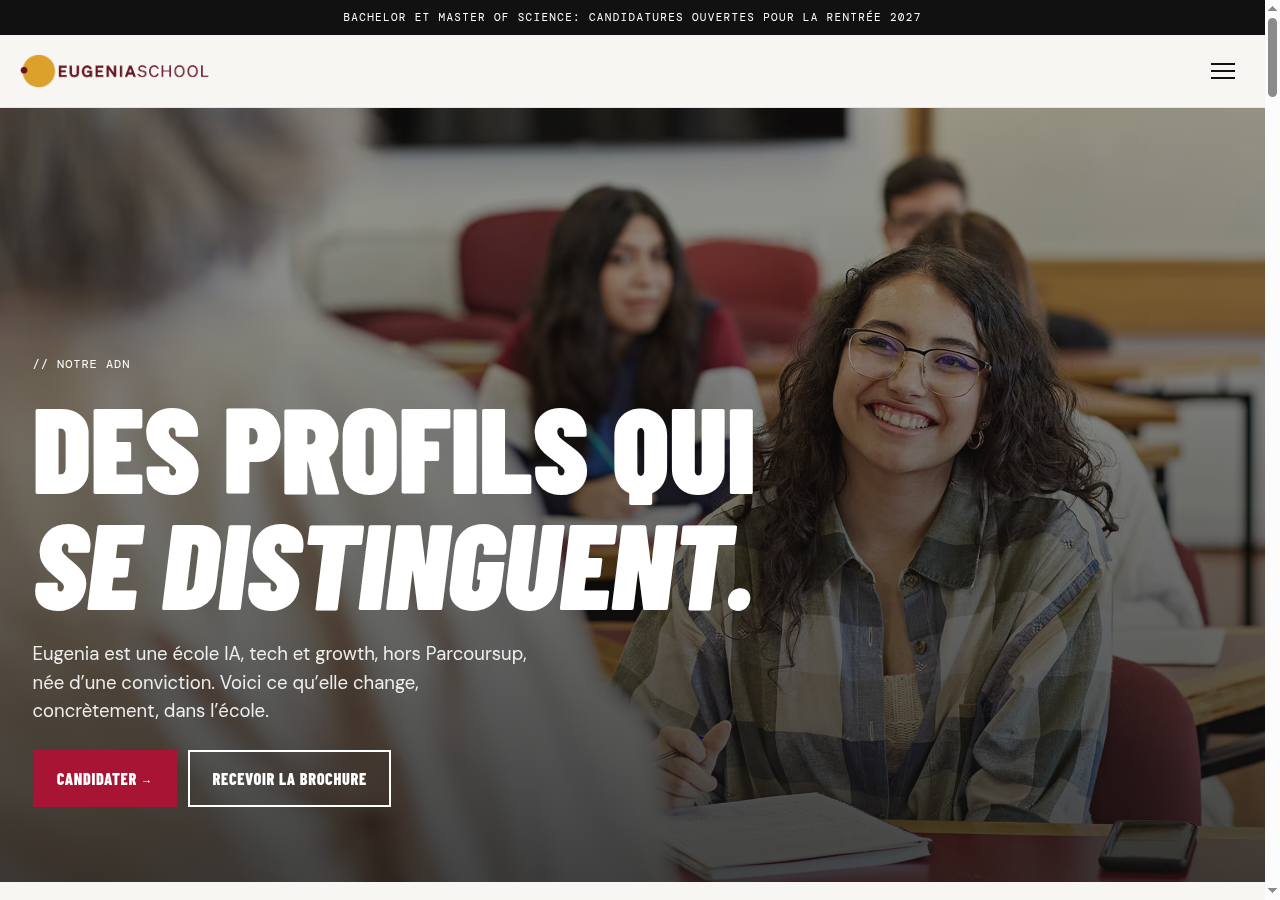 BACHELOR ET MASTER OF SCIENCE: CANDIDATURES OUVERTES POUR LA RENTRÉE 2027
EUGENIASCHOOL
// NOTRE ADN
DES PROFILS QUI
SE DISTINGUENT.
Eugenia est une école IA, tech et growth, hors Parcoursup,
née d’une conviction. Voici ce qu’elle change,
concrètement, dans l’école.
CANDIDATER →
RECEVOIR LA BROCHURE